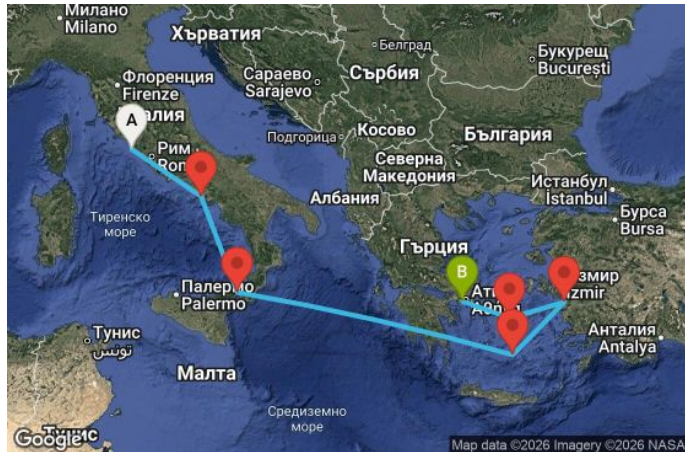 Милано
Milano
Хърватия
Белград
Букурещ
București
Флоренция
Firenze
Сараево
Sarajevo
Сърбия
A
Подгорица
Косово
България
Рим
Северна
Македония
Истанбул
İstanbul
Албания
Бурса
Bursa
Тиренско
море
Гърция
B
Палермо
Palermo
Izmir
Анталия
Antalya
Тунис
تونس
Малта
Средиземно
море
Google
Тунис
Map data ©2026 Imagery ©2026 NASA